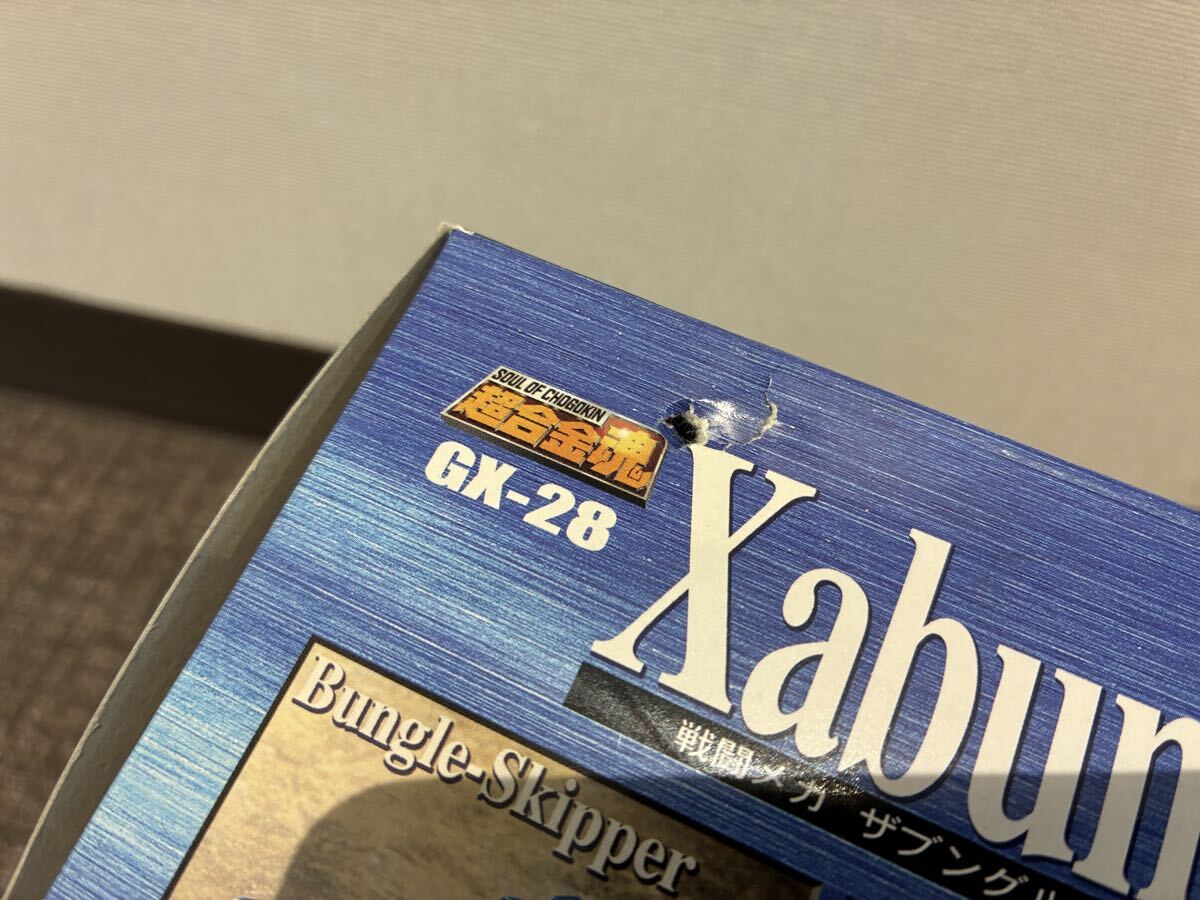 SOUL OF CHOGOKIN
超合金魂
GX-28
Xabun
戦闘メカ ザブングル
Bungle-Skipper